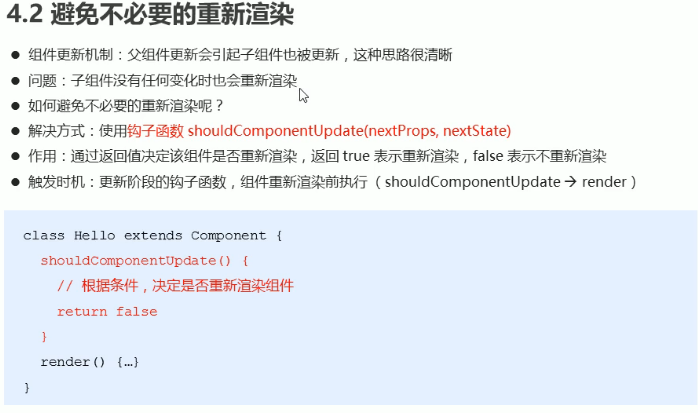 4.2 避免不必要的重新渲染
● 组件更新机制：父组件更新会引起子组件也被更新，这种思路很清晰
● 问题：子组件没有任何变化时也会重新渲染
● 如何避免不必要的重新渲染呢？
● 解决方式：使用钩子函数 shouldComponentUpdate(nextProps, nextState)
● 作用：通过返回值决定该组件是否重新渲染，返回 true 表示重新渲染，false 表示不重新渲染
● 触发时机：更新阶段的钩子函数，组件重新渲染前执行（shouldComponentUpdate → render）
class Hello extends Component {
shouldComponentUpdate() {
// 根据条件，决定是否重新渲染组件
return false
}
render() {…}
}